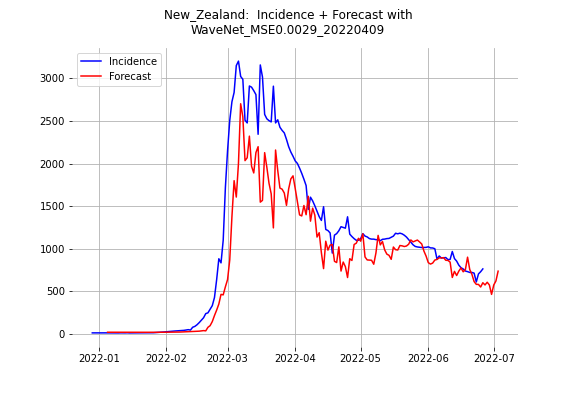 New_Zealand:  Incidence + Forecast with
WaveNet_MSE0.0029_20220409
Incidence
Forecast
3000
2500
2000
1500
1000
500
0
2022-01 2022-02 2022-03 2022-04 2022-05 2022-06 2022-07